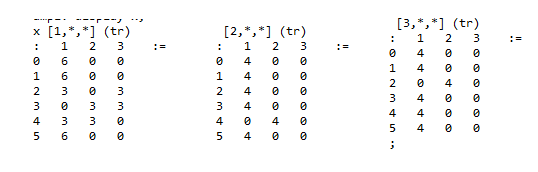 ampl: display x;
x [1,*,*] (tr)
:   1   2   3    :=
0   6   0   0
1   6   0   0
2   3   0   3
3   0   3   3
4   3   3   0
5   6   0   0
[2,*,*] (tr)
:   1   2   3    :=
0   4   0   0
1   4   0   0
2   4   0   0
3   4   0   0
4   0   4   0
5   4   0   0
[3,*,*] (tr)
:   1   2   3    :=
0   4   0   0
1   4   0   0
2   0   4   0
3   4   0   0
4   4   0   0
5   4   0   0
;